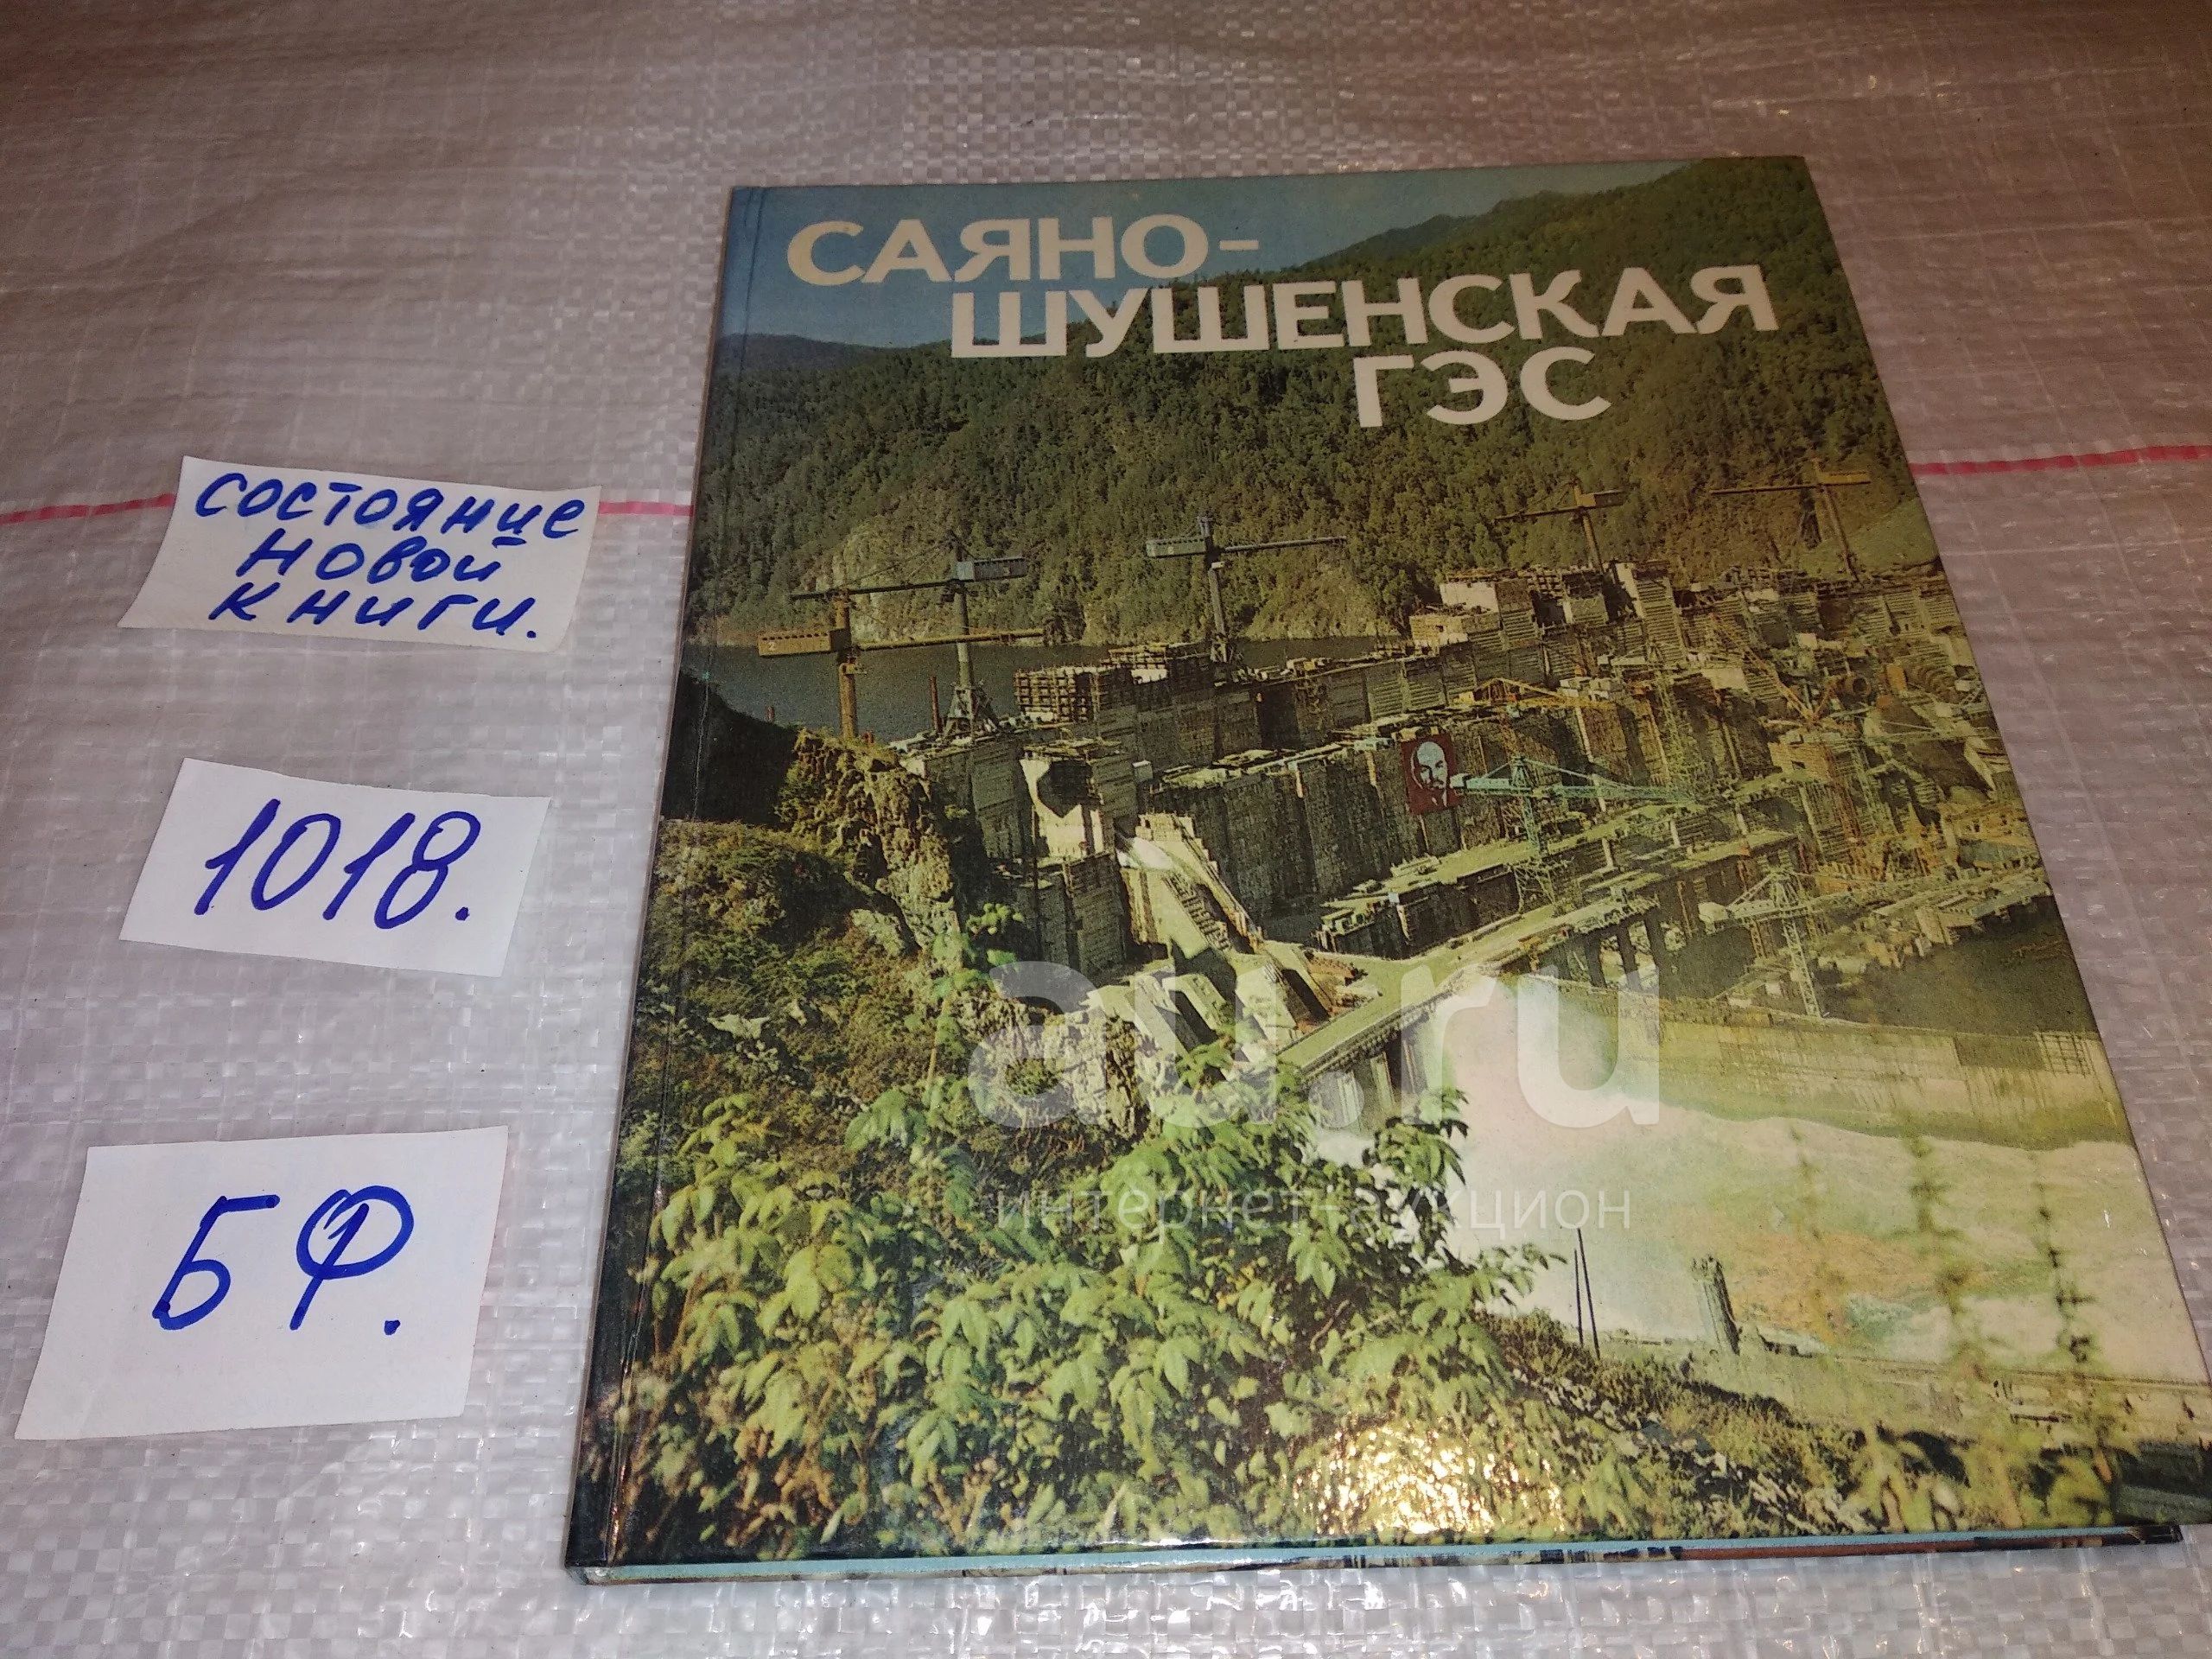 САЯНО-
ШУШЕНСКАЯ
ГЭС
состояние
новой
книги.
1018.
БФ.
au.ru
интернет-аукцион